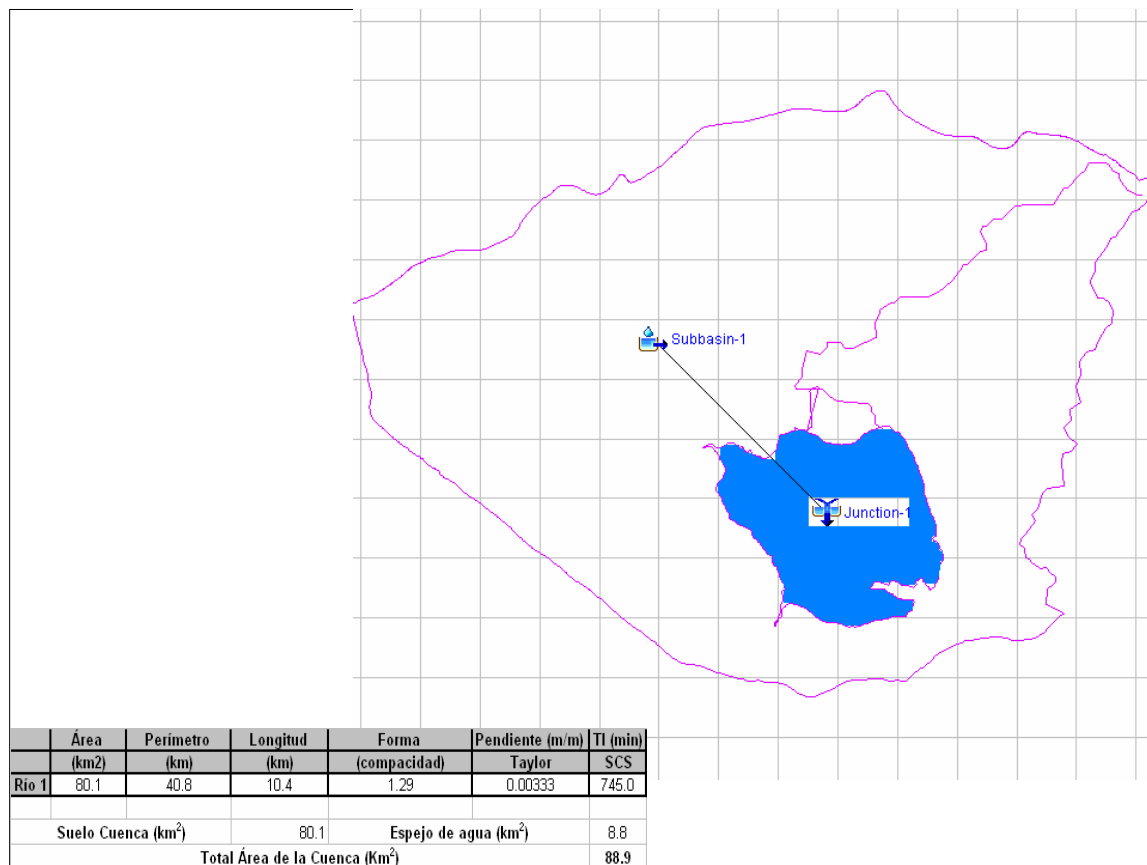 Subbasin-1
Junction-1
Área Perímetro Longitud Forma Pendiente (m/m) Tl (min)
(km2) (km) (km) (compacidad) Taylor SCS
Río 1 80.1 40.8 10.4 1.29 0.00333 745.0
Suelo Cuenca (km²) 80.1 Espejo de agua (km²) 8.8
Total Área de la Cuenca (Km²) 88.9